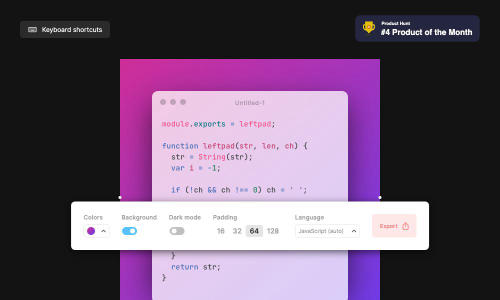 Keyboard shortcuts
Product Hunt
#4 Product of the Month
Untitled-1
module.exports = leftpad;
function leftpad(str, len, ch) {
str = String(str);
var i = -1;
if (!ch && ch !== 0) ch = ' ';
Colors
Background
Dark mode
Padding
Language
16 32 64 128
JavaScript (auto)
Export
}
return str;
}